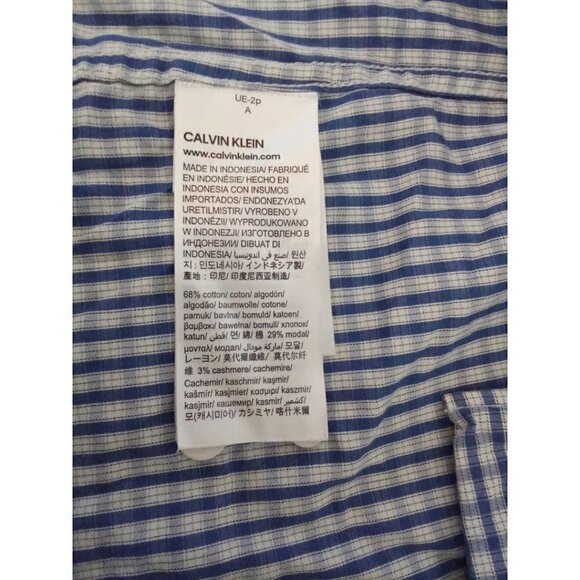 UE-2p
A
CALVIN KLEIN
www.calvinklein.com
MADE IN INDONESIA/ FABRIQUÉ
EN INDONÉSIE/ HECHO EN
INDONESIA CON INSUMOS
IMPORTADOS/ ENDONEZYA'DA
URETILMISTIR/ VYROBENO V
INDONÉZII/ WYPRODUKOWANO
W INDONEZJI/ ИЗГОТОВЛЕНО В
ИНДОНЕЗИИ/ DIBUAT DI
INDONESIA/ صنع في اندونيسيا/ 원산
지 : 인도네시아/ インドネシア製/
產地 : 印尼/ 印度尼西亚制造
68% cotton/ coton/ algodón/
algodão/ baumwolle/ cotone/
pamuk/ bavlna/ bomuld/ katoen/
βαμβακι/ bawełna/ bomull/ хлопок/
katun/ قطن/ 면/ 綿/ 棉/ 29% modal/
μονταλ/ модал/ ماركة مودال/ 모달/
レーヨン/ 莫代爾纖維/ 莫代尔纤
维 3% cashmere/ cachemire/
Cachemir/ kaschmir/ kaşmir/
kašmír/ kasjmier/ κασμιρι/ kaszmir/
kasjmir/ кашемир/ kasmir/ كشمير/
모(캐시미어)/ カシミヤ/ 喀什米爾